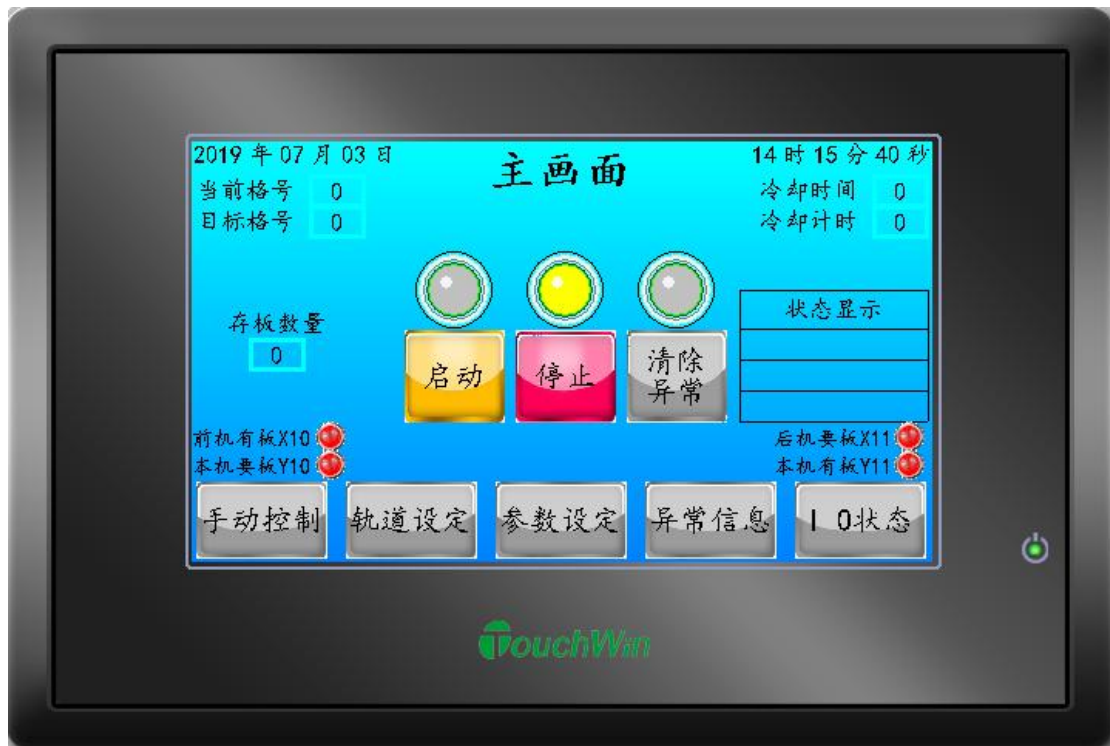 2019 年 07 月 03 日
主画面
14 时 15 分 40 秒
当前格号 0
目标格号 0
冷却时间 0
冷却计时 0
存板数量
0
启动
停止
清除
异常
状态显示
前机有板X10
本机要板Y10
后机要板X11
本机有板Y11
手动控制
轨道设定
参数设定
异常信息
I O状态
TouchWin